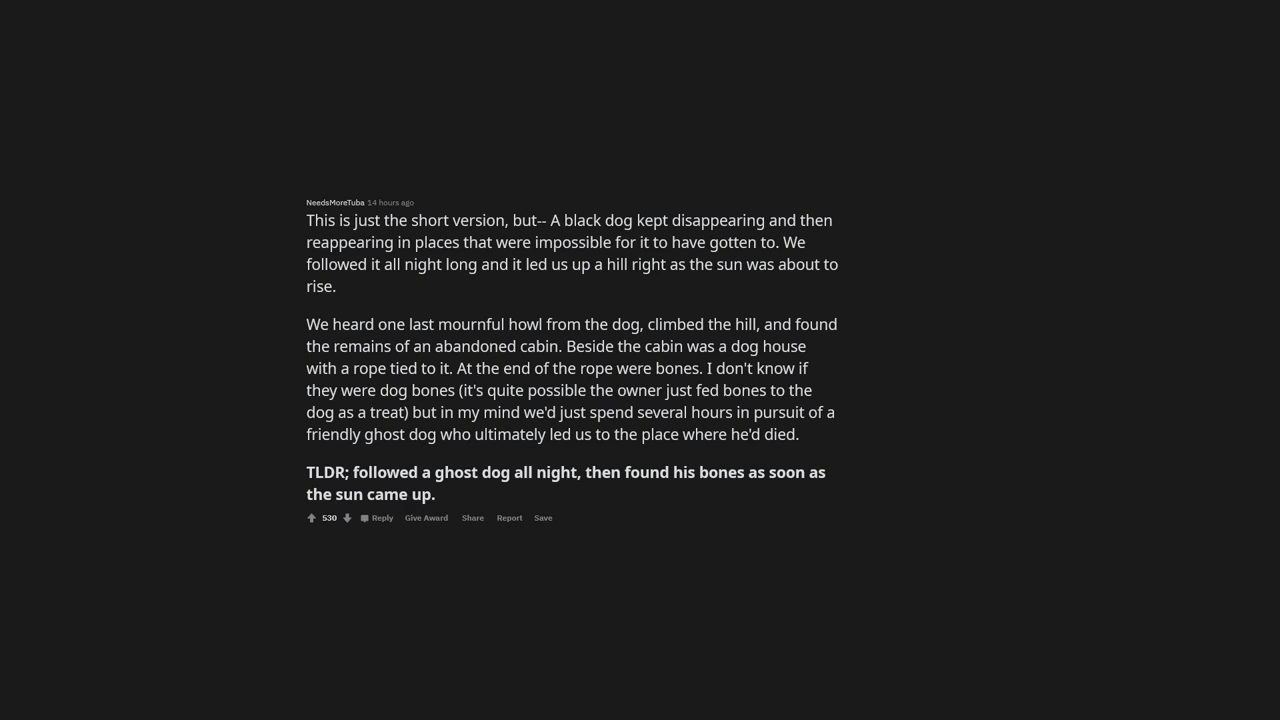 NeedsMoreTuba 14 hours ago
This is just the short version, but-- A black dog kept disappearing and then
reappearing in places that were impossible for it to have gotten to. We
followed it all night long and it led us up a hill right as the sun was about to
rise.
We heard one last mournful howl from the dog, climbed the hill, and found
the remains of an abandoned cabin. Beside the cabin was a dog house
with a rope tied to it. At the end of the rope were bones. I don't know if
they were dog bones (it's quite possible the owner just fed bones to the
dog as a treat) but in my mind we'd just spend several hours in pursuit of a
friendly ghost dog who ultimately led us to the place where he'd died.
TLDR; followed a ghost dog all night, then found his bones as soon as
the sun came up.
530 Reply Give Award Share Report Save